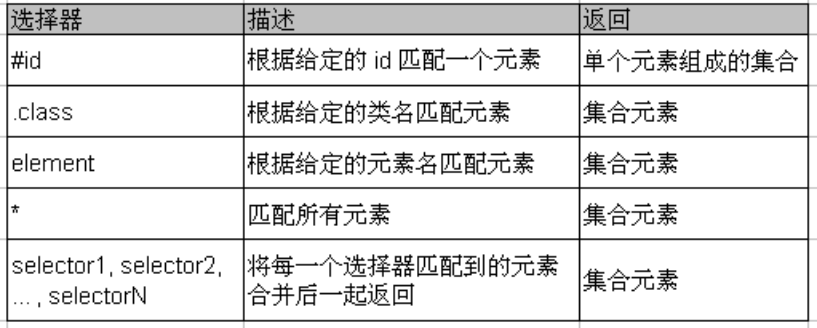 选择器 描述 返回
#id 根据给定的 id 匹配一个元素 单个元素组成的集合
.class 根据给定的类名匹配元素 集合元素
element 根据给定的元素名匹配元素 集合元素
* 匹配所有元素 集合元素
selector1, selector2, 将每一个选择器匹配到的元素 集合元素
... , selectorN 合并后一起返回